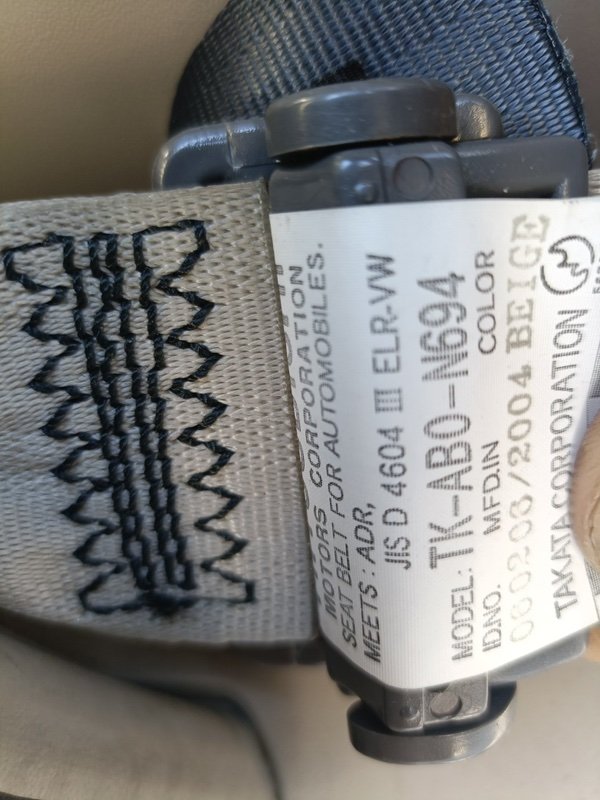 MOTORS CORPORATION
SEAT BELT FOR AUTOMOBILES.
MEETS : ADR,
JIS D 4604 III ELR-VW
MODEL: TK-AB0-N694
IDNO. MFD.IN COLOR
03/2004 BEIGE
TAKATA CORPORATION